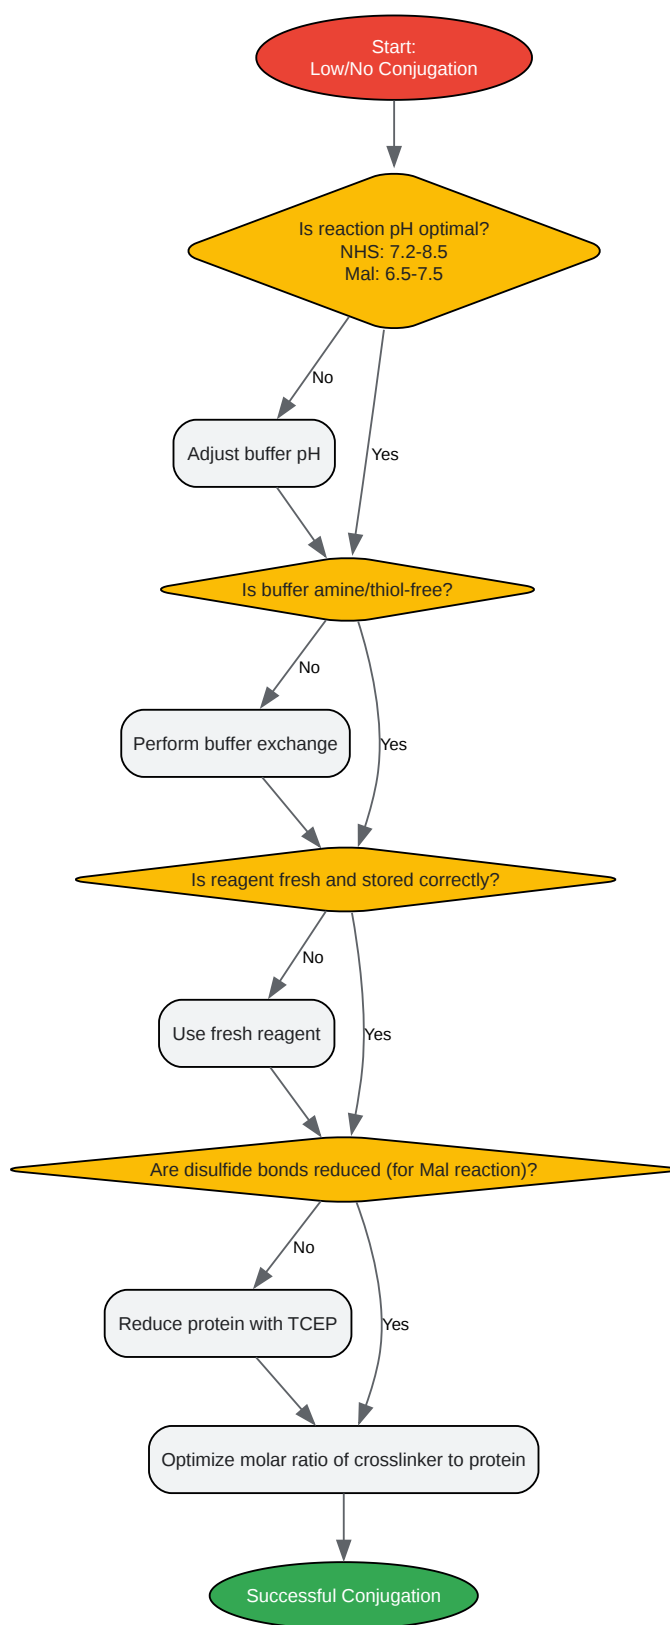 Start:
Low/No Conjugation
Is reaction pH optimal?
NHS: 7.2-8.5
Mal: 6.5-7.5
No
Adjust buffer pH
Yes
Is buffer amine/thiol-free?
No
Perform buffer exchange
Yes
Is reagent fresh and stored correctly?
No
Use fresh reagent
Yes
Are disulfide bonds reduced (for Mal reaction)?
No
Reduce protein with TCEP
Yes
Optimize molar ratio of crosslinker to protein
Successful Conjugation